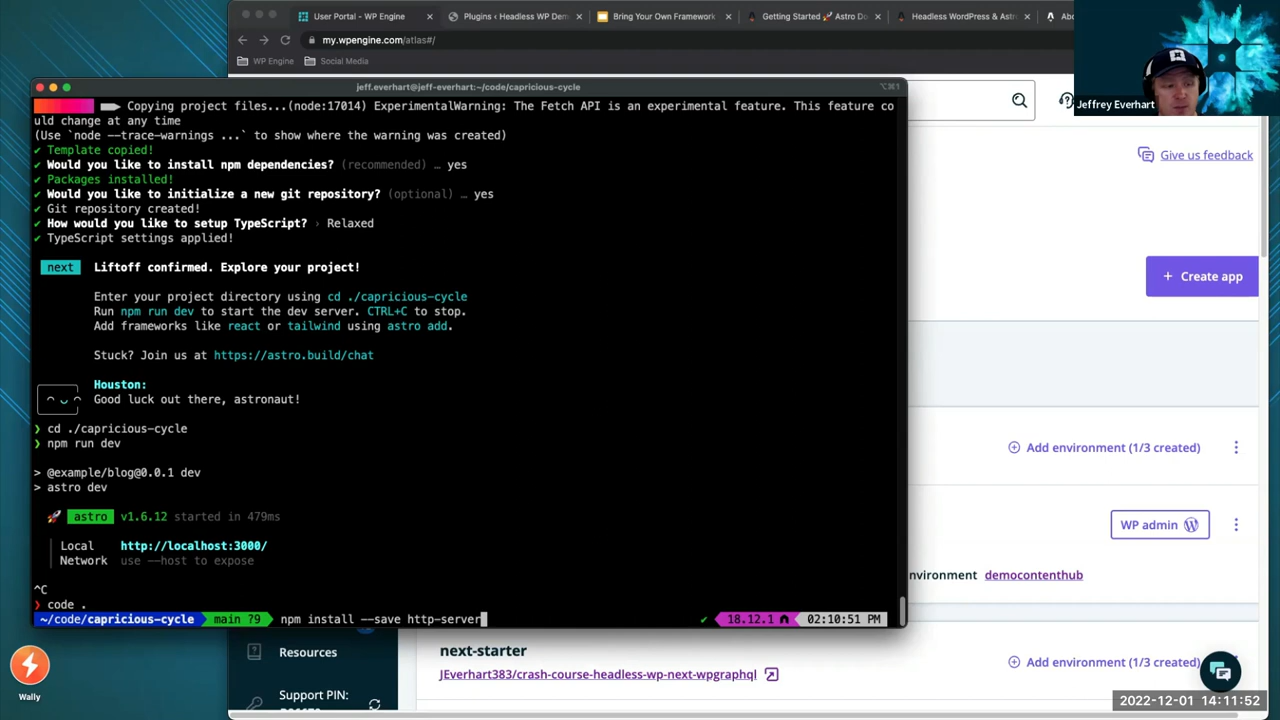 User Portal - WP Engine
Plugins ‹ Headless WP Dem
Bring Your Own Framework
Getting Started 🚀 Astro Do
Headless WordPress & Astro
Abo
my.wpengine.com/atlas#/
WP Engine
Social Media
Jeffrey Everhart
jeff.everhart@jeff-everhart:~/code/capricious-cycle
⌥⌘1
Copying project files...(node:17014) ExperimentalWarning: The Fetch API is an experimental feature. This feature co
uld change at any time
(Use `node --trace-warnings ...` to show where the warning was created)
✔ Template copied!
✔ Would you like to install npm dependencies? (recommended) … yes
✔ Packages installed!
✔ Would you like to initialize a new git repository? (optional) … yes
✔ Git repository created!
✔ How would you like to setup TypeScript? › Relaxed
✔ TypeScript settings applied!
next Liftoff confirmed. Explore your project!
Enter your project directory using cd ./capricious-cycle
Run npm run dev to start the dev server. CTRL+C to stop.
Add frameworks like react or tailwind using astro add.
Stuck? Join us at https://astro.build/chat
Houston:
Good luck out there, astronaut!
❯ cd ./capricious-cycle
❯ npm run dev
> @example/blog@0.0.1 dev
> astro dev
🚀 astro v1.6.12 started in 479ms
Local http://localhost:3000/
Network use --host to expose
^C
❯ code .
~/code/capricious-cycle main ?9 npm install --save http-server ✔ 18.12.1 02:10:51 PM
Give us feedback
+ Create app
Add environment (1/3 created)
WP admin
nvironment democontenthub
Resources
Support PIN:
next-starter
JEverhart383/crash-course-headless-wp-next-wpgraphql
Add environment (1/3 created)
Wally
2022-12-01 14:11:52